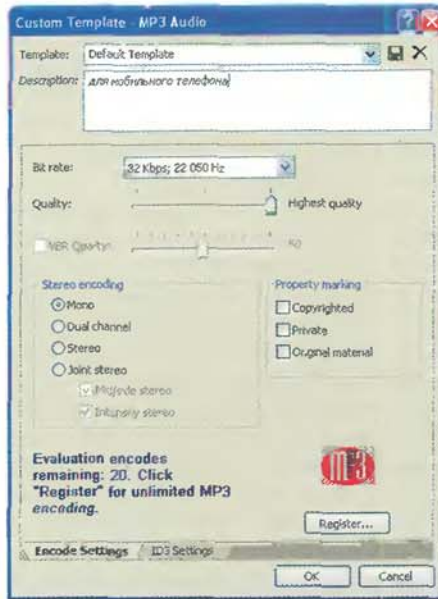 Custom Template - MP3 Audio
Template: Default Template
Description: для мобильного телефона
Bit rate: 32 Kbps; 22 050 Hz
Quality: Highest quality
VBR Quality:
Stereo encoding
Mono
Dual channel
Stereo
Joint stereo
Mid/side stereo
Intensity stereo
Property marking
Copyrighted
Private
Original material
Evaluation encodes
remaining: 20. Click
"Register" for unlimited MP3
encoding.
mp3
Register...
Encode Settings / ID3 Settings
OK Cancel